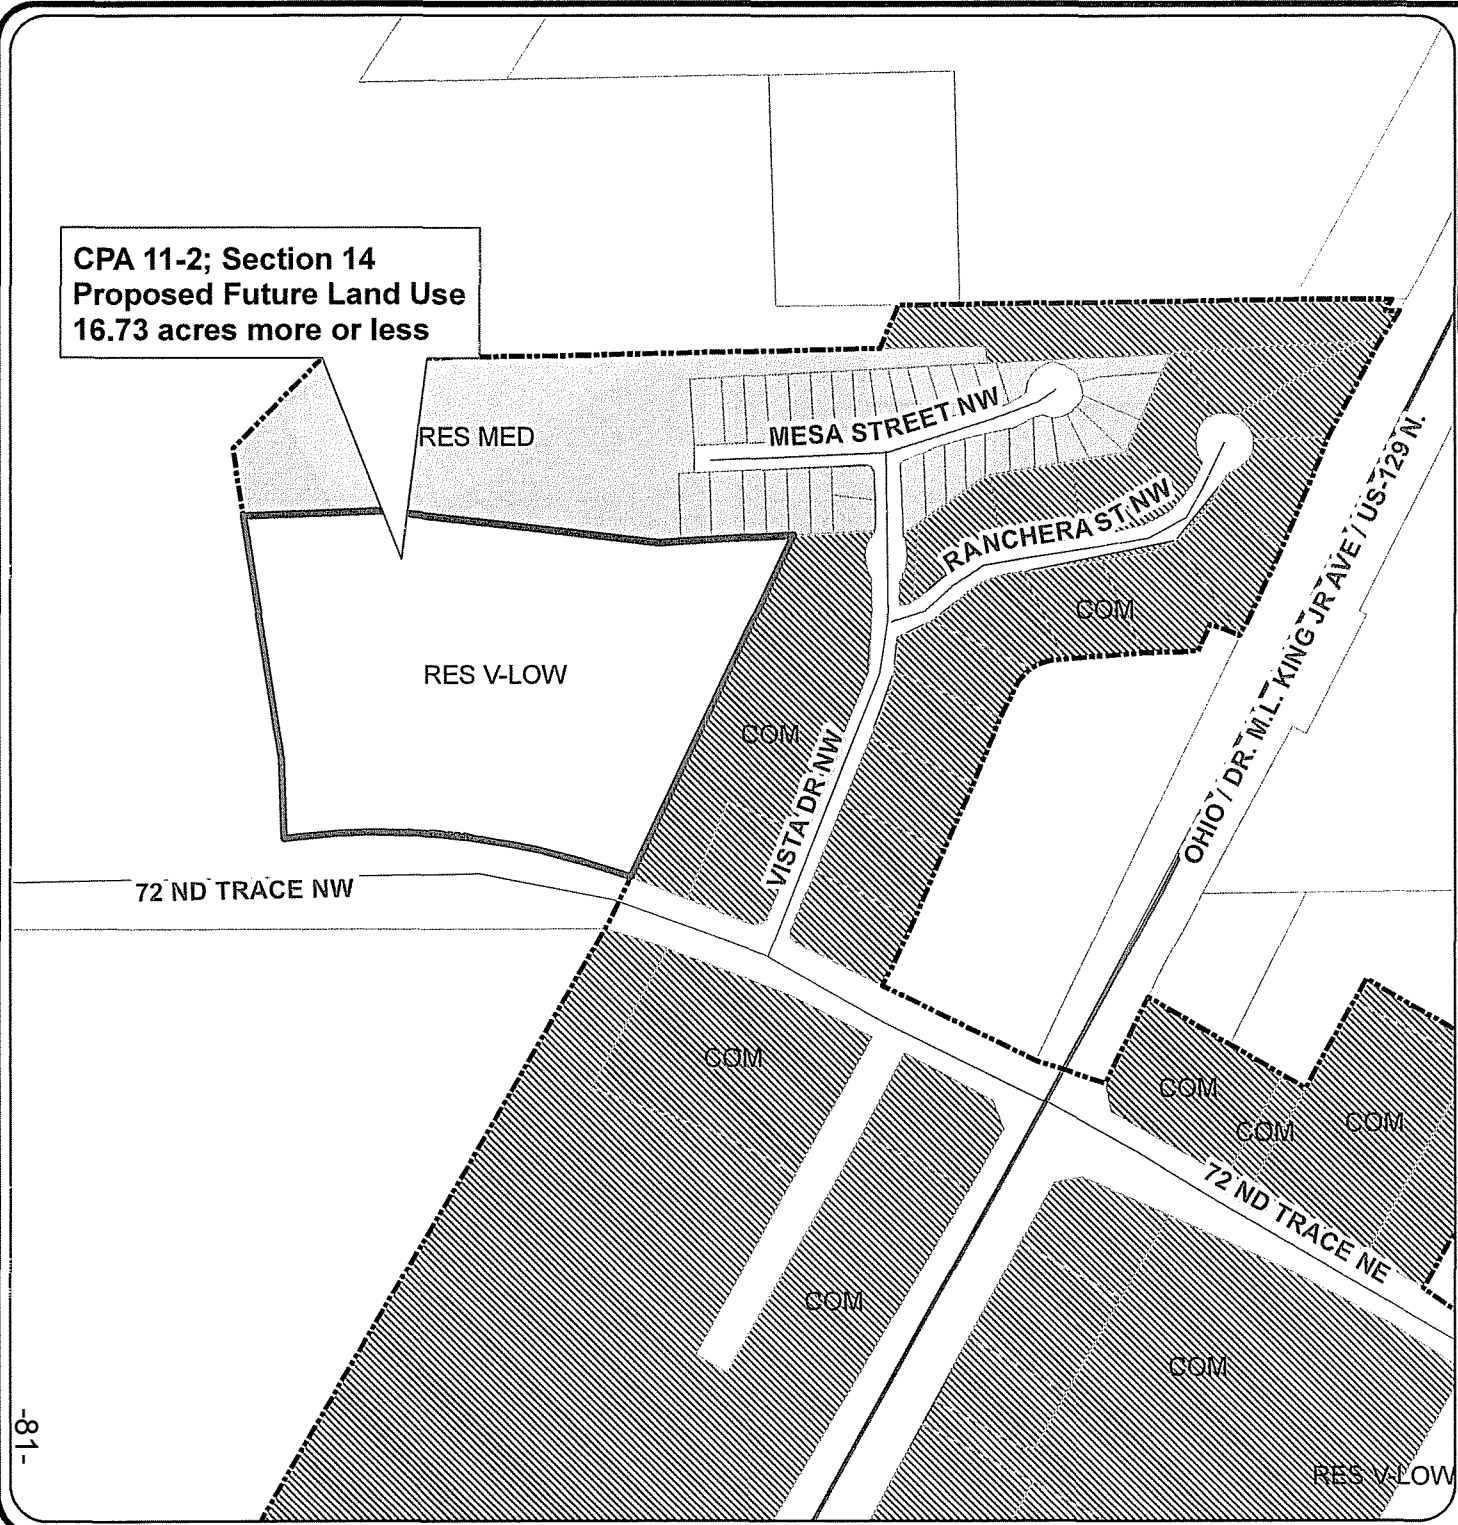 CPA 11-2; Section 14
Proposed Future Land Use
16.73 acres more or less
RES MED
MESA STREET NW
RANCHERA ST NW
COM
RES V-LOW
COM
VISTA DR NW
OHIO / DR. M.L. KING JR AVE / US-129 N.
72 ND TRACE NW
COM
COM
COM
COM
72 ND TRACE NE
COM
COM
RES V-LOW
-81-